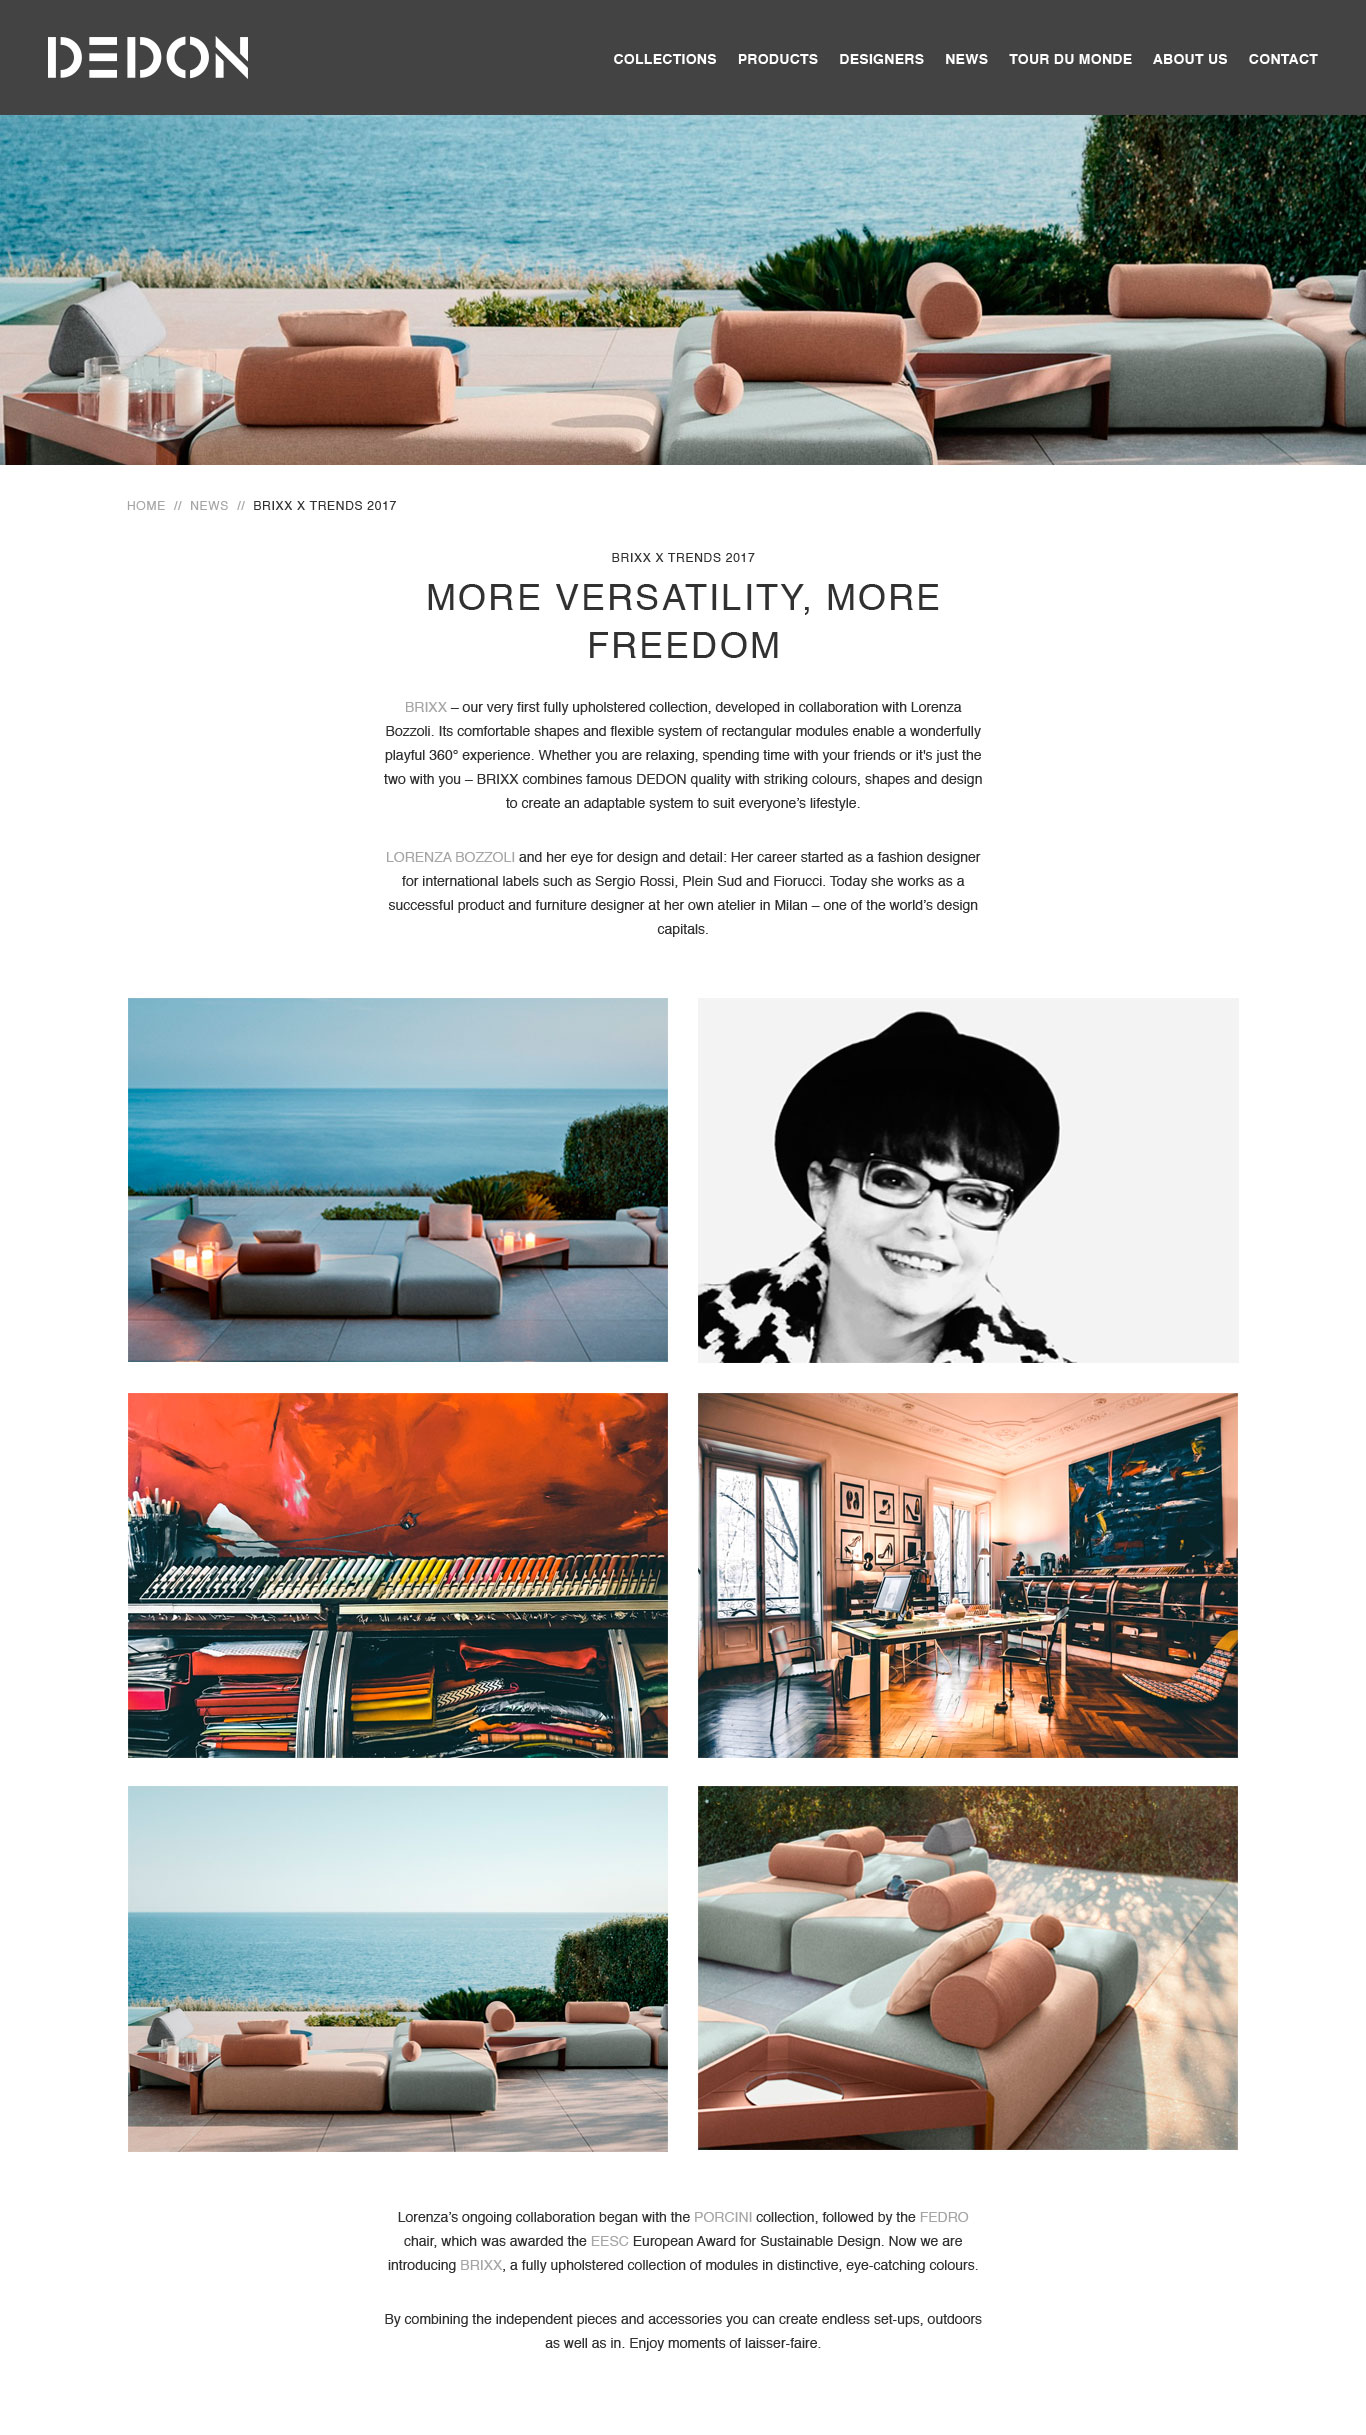 DEDON
COLLECTIONS PRODUCTS DESIGNERS NEWS TOUR DU MONDE ABOUT US CONTACT
HOME // NEWS // BRIXX X TRENDS 2017
BRIXX X TRENDS 2017
MORE VERSATILITY, MORE
FREEDOM
BRIXX – our very first fully upholstered collection, developed in collaboration with Lorenza
Bozzoli. Its comfortable shapes and flexible system of rectangular modules enable a wonderfully
playful 360° experience. Whether you are relaxing, spending time with your friends or it's just the
two with you – BRIXX combines famous DEDON quality with striking colours, shapes and design
to create an adaptable system to suit everyone’s lifestyle.
LORENZA BOZZOLI and her eye for design and detail: Her career started as a fashion designer
for international labels such as Sergio Rossi, Plein Sud and Fiorucci. Today she works as a
successful product and furniture designer at her own atelier in Milan – one of the world’s design
capitals.
Lorenza’s ongoing collaboration began with the PORCINI collection, followed by the FEDRO
chair, which was awarded the EESC European Award for Sustainable Design. Now we are
introducing BRIXX, a fully upholstered collection of modules in distinctive, eye-catching colours.
By combining the independent pieces and accessories you can create endless set-ups, outdoors
as well as in. Enjoy moments of laisser-faire.